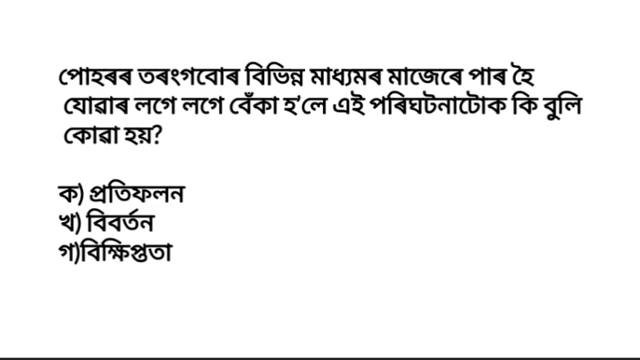 পোহৰৰ তৰংগবোৰ বিভিন্ন মাধ্যমৰ মাজেৰে পাৰ হৈ
যোৱাৰ লগে লগে বেঁকা হ'লে এই পৰিঘটনাটোক কি বুলি
কোৱা হয়?
ক) প্ৰতিফলন
খ) বিবৰ্তন
গ)বিক্ষিপ্ততা